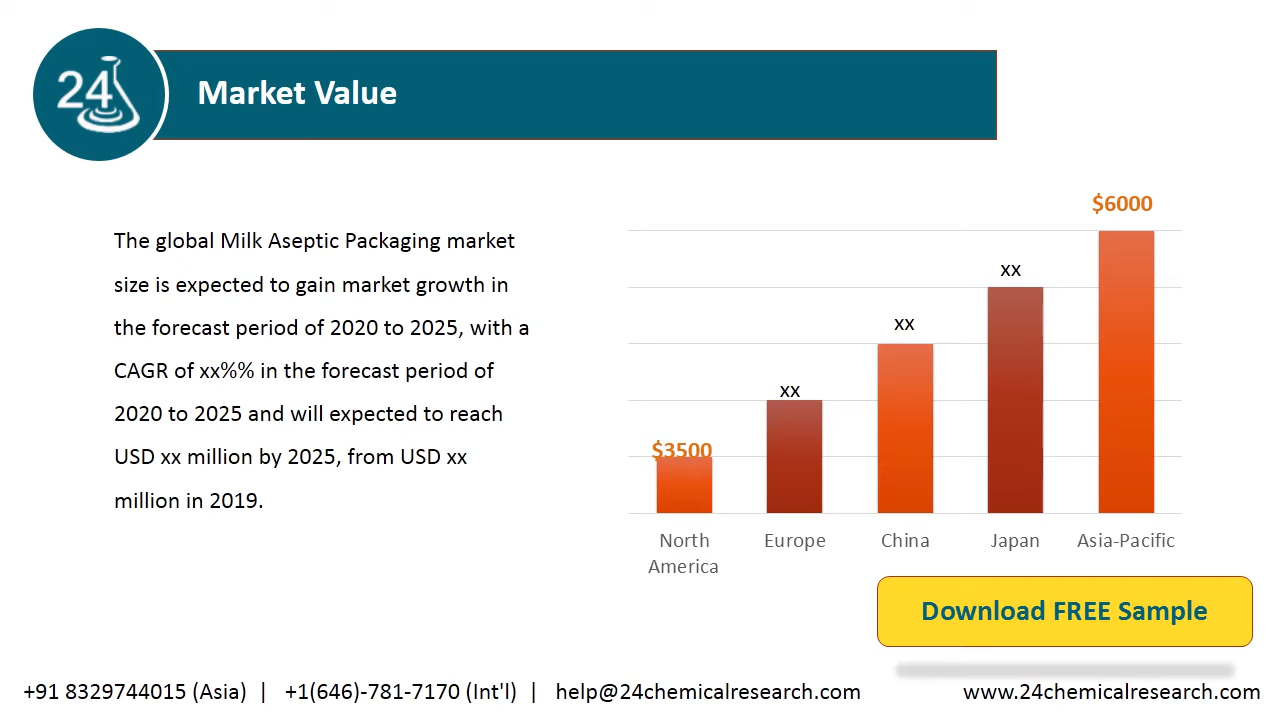 24
Market Value
The global Milk Aseptic Packaging market
size is expected to gain market growth in
the forecast period of 2020 to 2025, with a
CAGR of xx%% in the forecast period of
2020 to 2025 and will expected to reach
USD xx million by 2025, from USD xx
million in 2019.
$6000
xx
xx
xx
$3500
North
America
Europe
China
Japan
Asia-Pacific
Download FREE Sample
+91 8329744015 (Asia) | +1(646)-781-7170 (Int'l) | help@24chemicalresearch.com www.24chemicalresearch.com